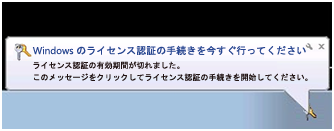 Windows のライセンス認証の手続きを今すぐ行ってください
ライセンス認証の有効期間が切れました。
このメッセージをクリックしてライセンス認証の手続きを開始してください。